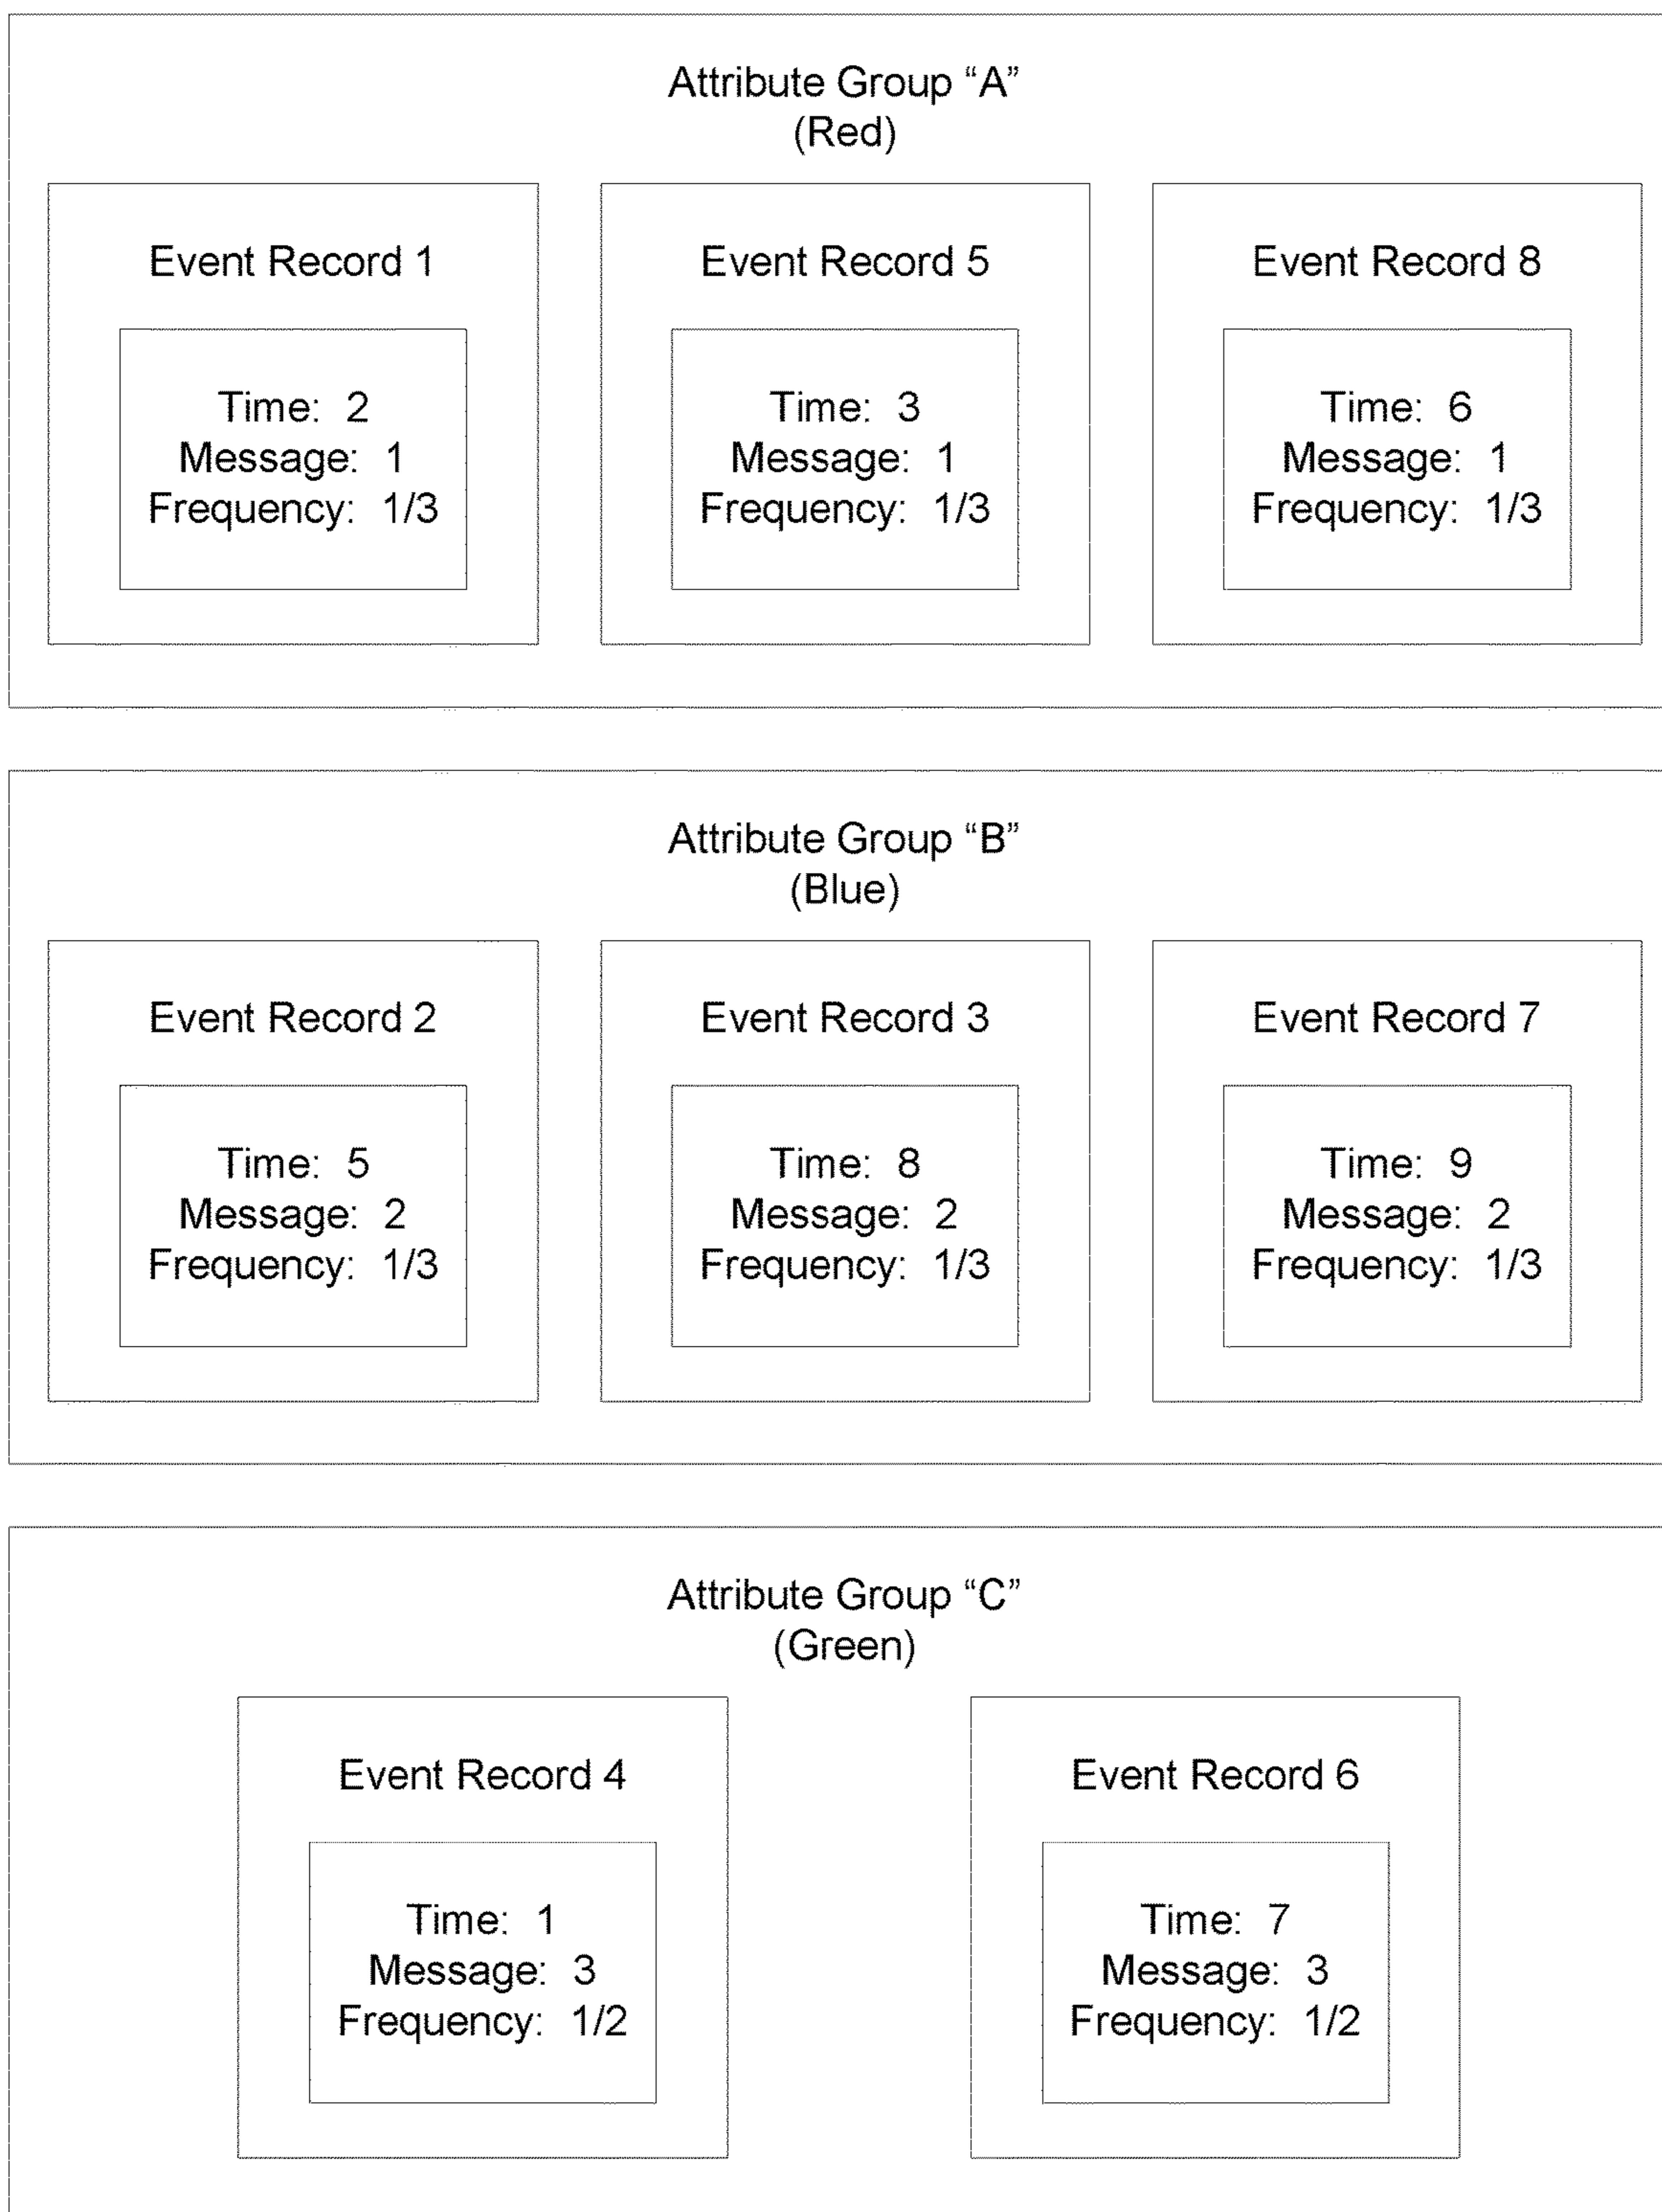 Attribute Group “A”
(Red)
Event Record 1
Time: 2
Message: 1
Frequency: 1/3
Event Record 5
Time: 3
Message: 1
Frequency: 1/3
Event Record 8
Time: 6
Message: 1
Frequency: 1/3
Attribute Group “B”
(Blue)
Event Record 2
Time: 5
Message: 2
Frequency: 1/3
Event Record 3
Time: 8
Message: 2
Frequency: 1/3
Event Record 7
Time: 9
Message: 2
Frequency: 1/3
Attribute Group “C”
(Green)
Event Record 4
Time: 1
Message: 3
Frequency: 1/2
Event Record 6
Time: 7
Message: 3
Frequency: 1/2